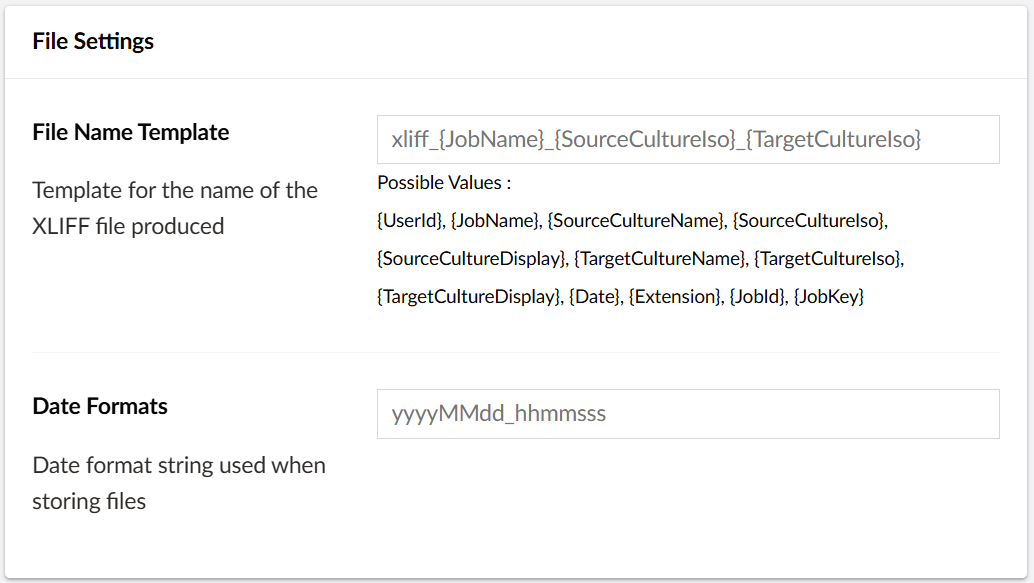 File Settings
File Name Template
Template for the name of the
XLIFF file produced
xliff_{JobName}_{SourceCultureIso}_{TargetCultureIso}
Possible Values :
{UserId}, {JobName}, {SourceCultureName}, {SourceCultureIso},
{SourceCultureDisplay}, {TargetCultureName}, {TargetCultureIso},
{TargetCultureDisplay}, {Date}, {Extension}, {JobId}, {JobKey}
Date Formats
Date format string used when
storing files
yyyyMMdd_hhmmsss